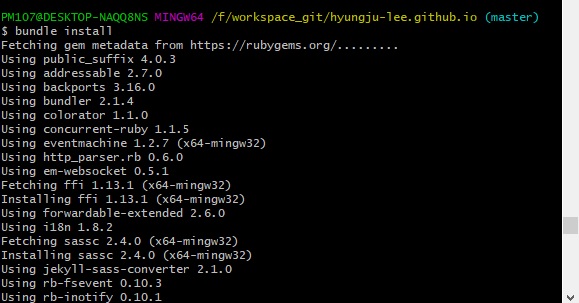 PM107@DESKTOP-NAQQ8NS MINGW64 /f/workspace_git/hyungju-lee.github.io (master)
$ bundle install
Fetching gem metadata from https://rubygems.org/.........
Using public_suffix 4.0.3
Using addressable 2.7.0
Using backports 3.16.0
Using bundler 2.1.4
Using colorator 1.1.0
Using concurrent-ruby 1.1.5
Using eventmachine 1.2.7 (x64-mingw32)
Using http_parser.rb 0.6.0
Using em-websocket 0.5.1
Fetching ffi 1.13.1 (x64-mingw32)
Installing ffi 1.13.1 (x64-mingw32)
Using forwardable-extended 2.6.0
Using i18n 1.8.2
Fetching sassc 2.4.0 (x64-mingw32)
Installing sassc 2.4.0 (x64-mingw32)
Using jekyll-sass-converter 2.1.0
Using rb-fsevent 0.10.3
Using rb-inotify 0.10.1